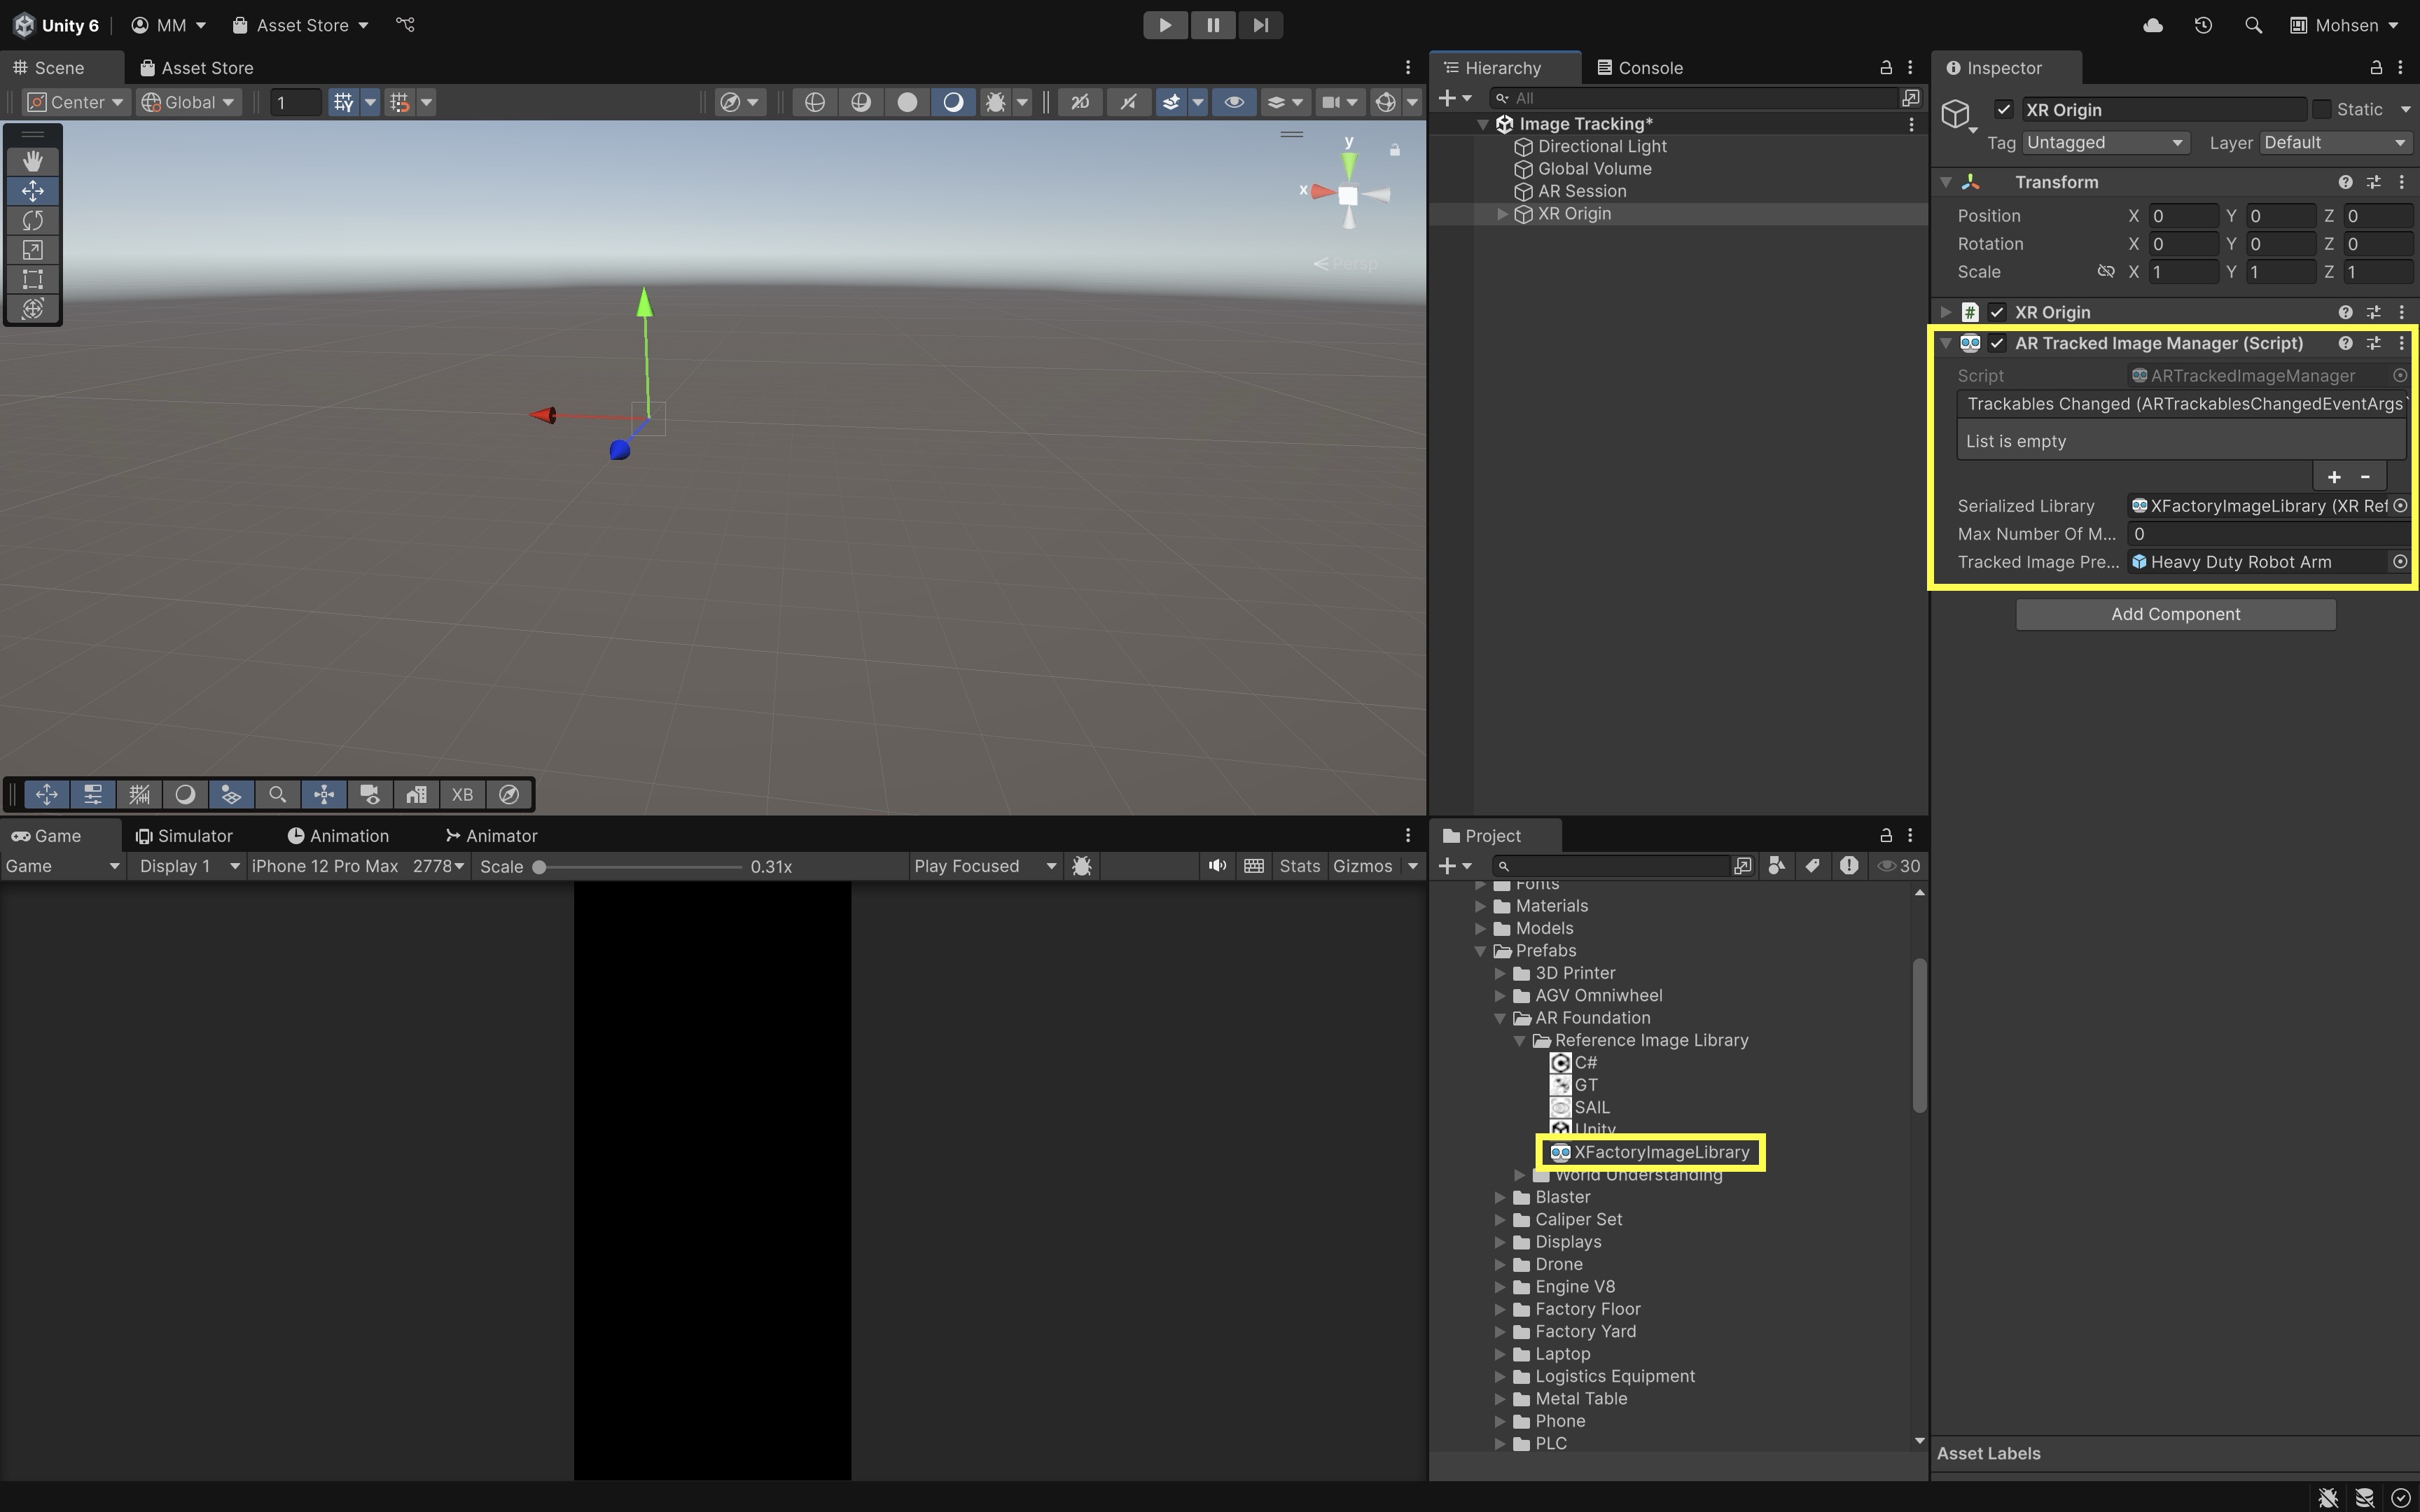 Unity 6 MM Asset Store Mohsen
Scene Asset Store
Center Global 1 2D
y
x
Persp
XB
Game Simulator Animation Animator
Game Display 1 iPhone 12 Pro Max 2778 Scale 0.31x Play Focused Stats Gizmos
Hierarchy Console
All
Image Tracking*
Directional Light
Global Volume
AR Session
XR Origin
Project
30
Fonts
Materials
Models
Prefabs
3D Printer
AGV Omniwheel
AR Foundation
Reference Image Library
C#
GT
SAIL
Unity
XFactoryImageLibrary
World Understanding
Blaster
Caliper Set
Displays
Drone
Engine V8
Factory Floor
Factory Yard
Laptop
Logistics Equipment
Metal Table
Phone
PLC
Inspector
XR Origin Static
Tag Untagged Layer Default
Transform
Position X 0 Y 0 Z 0
Rotation X 0 Y 0 Z 0
Scale X 1 Y 1 Z 1
# XR Origin
AR Tracked Image Manager (Script)
Script ARTrackedImageManager
Trackables Changed (ARTrackablesChangedEventArgs
List is empty
+ -
Serialized Library XFactoryImageLibrary (XR Ref
Max Number Of M... 0
Tracked Image Pre... Heavy Duty Robot Arm
Add Component
Asset Labels